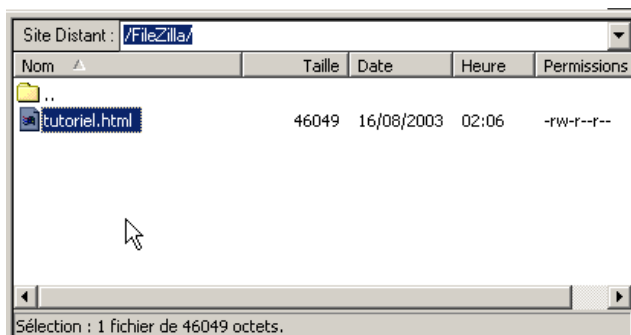 Site Distant : /FileZilla/
Nom Taille Date Heure Permissions
..
tutoriel.html 46049 16/08/2003 02:06 -rw-r--r--
Sélection : 1 fichier de 46049 octets.